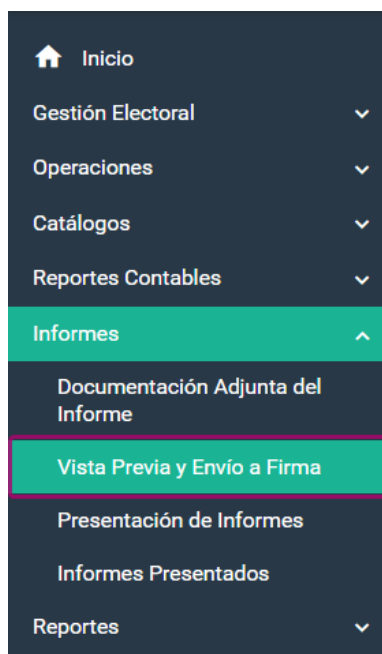 Inicio
Gestión Electoral
Operaciones
Catálogos
Reportes Contables
Informes
Documentación Adjunta del
Informe
Vista Previa y Envío a Firma
Presentación de Informes
Informes Presentados
Reportes